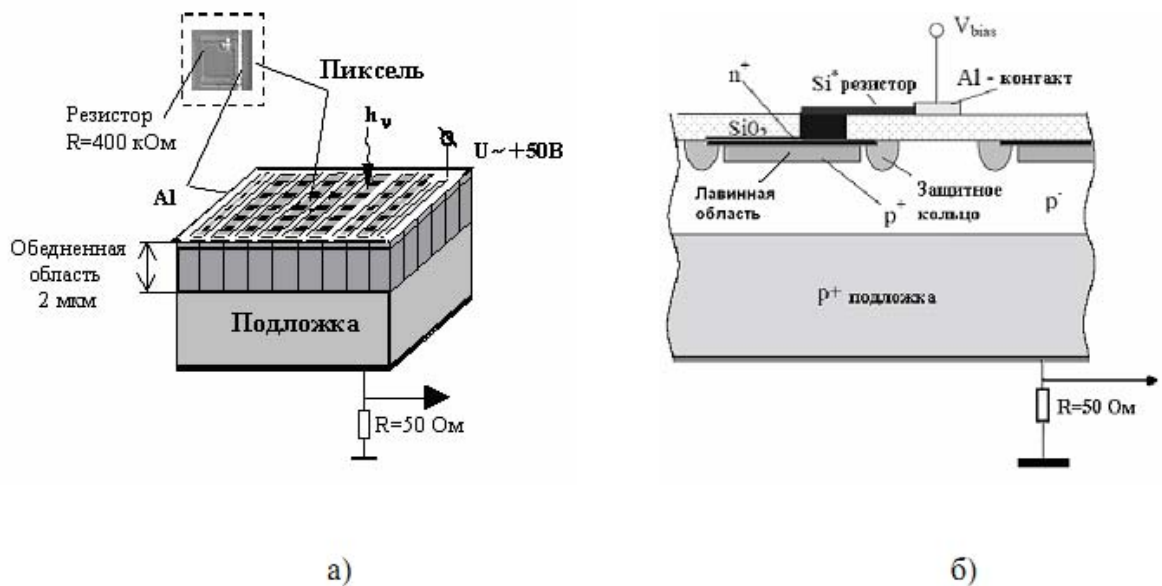 Пиксель
Резистор
R=400 кОм
hν
U~+50В
Al
Обедненная
область
2 мкм
Подложка
R=50 Ом
а)
Vbias
n+
Si* резистор
Al - контакт
SiO2
Лавинная
область
p+
Защитное
кольцо
p-
p+ подложка
R=50 Ом
б)